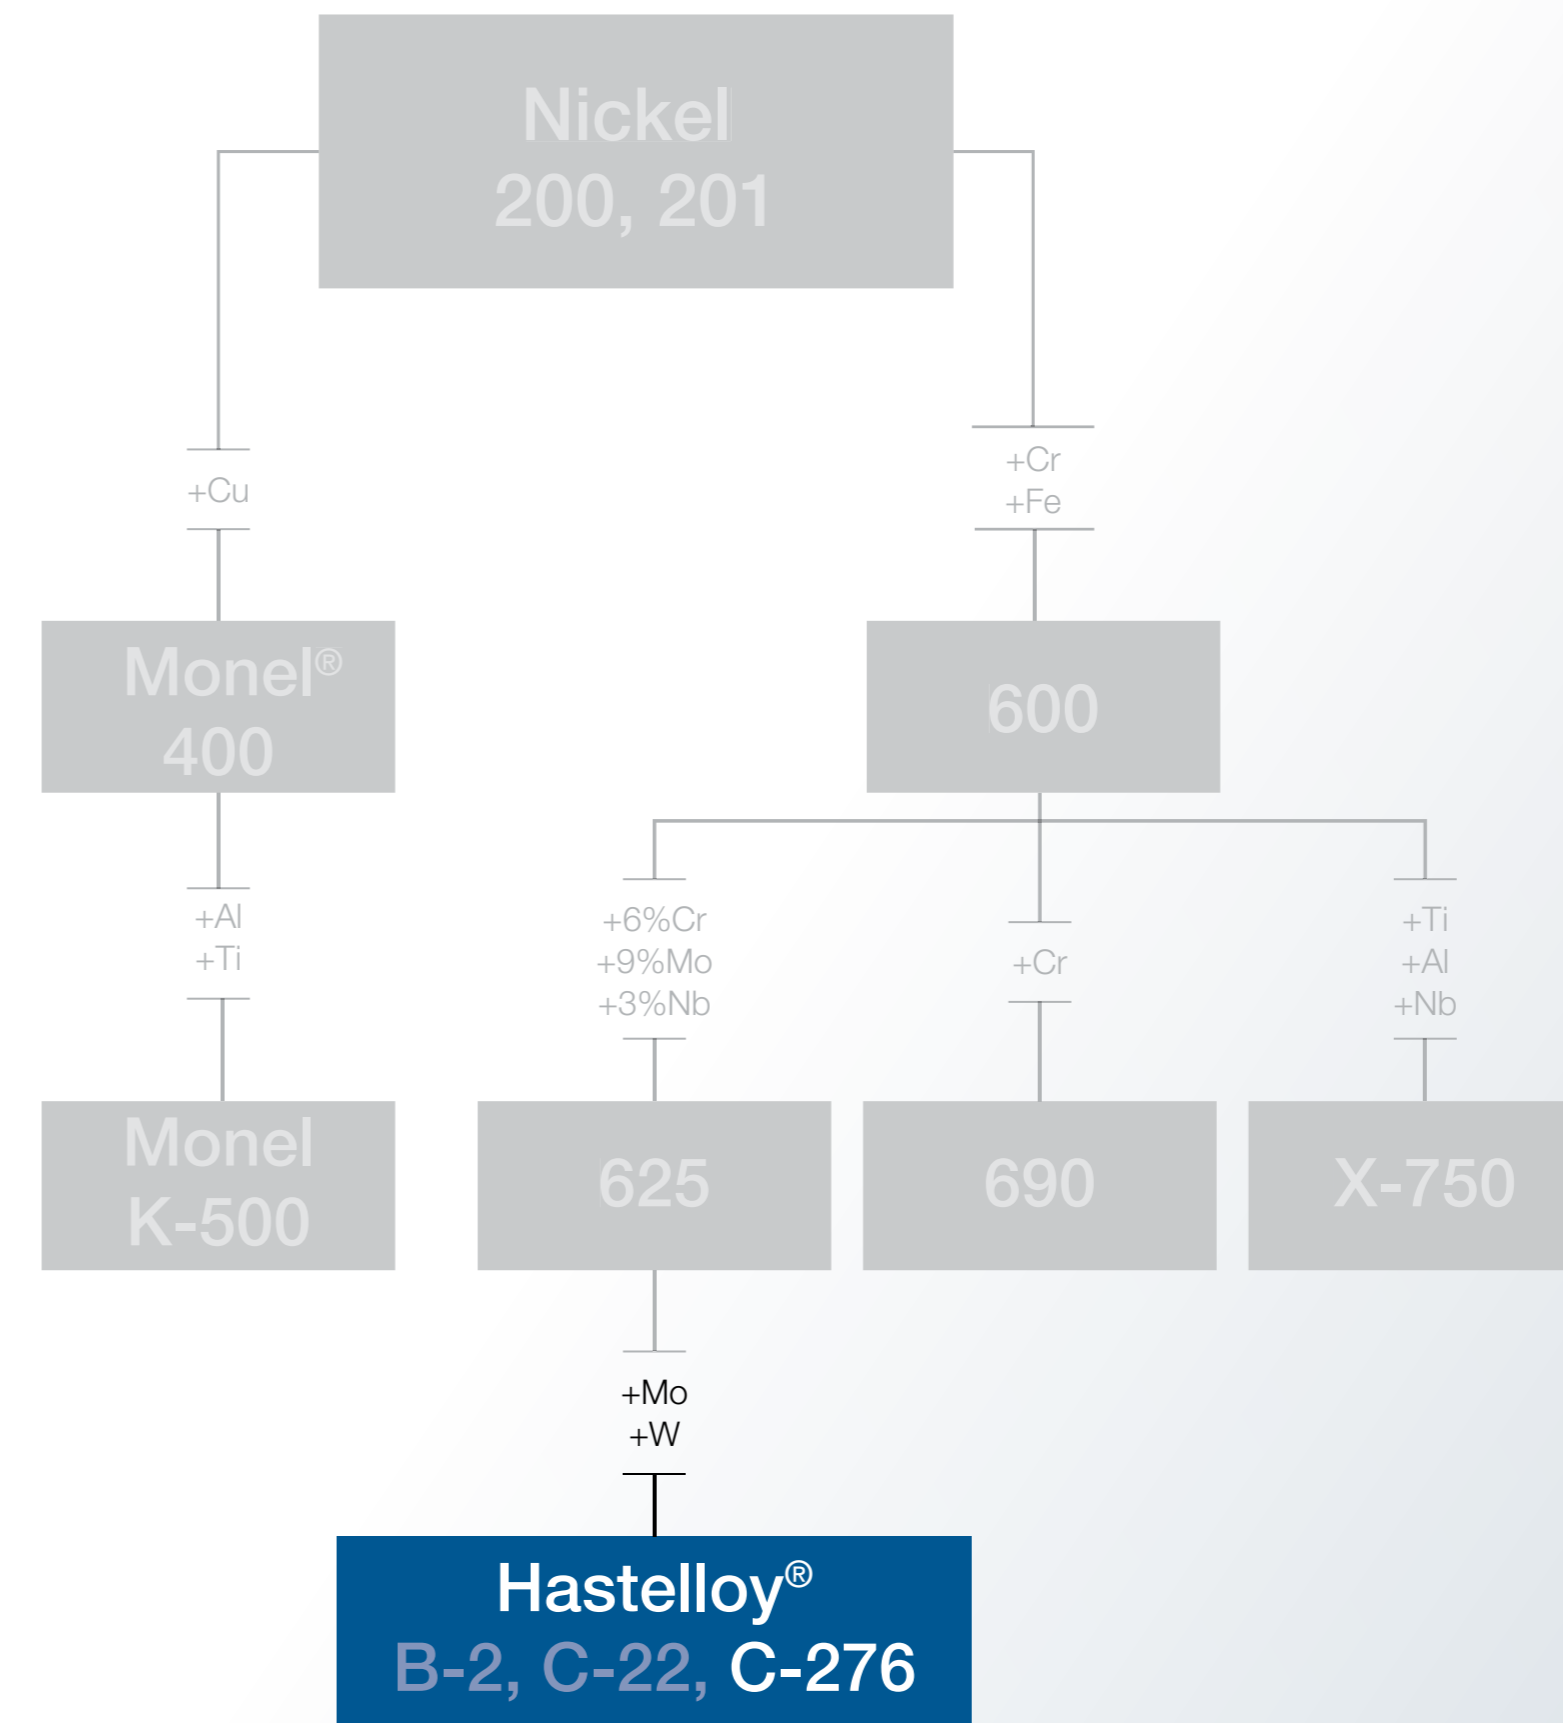 Nickel
200, 201
+Cu
+Cr
+Fe
Monel®
400
600
+Al
+Ti
+6%Cr
+9%Mo
+3%Nb
+Cr
+Ti
+Al
+Nb
Monel
K-500
625
690
X-750
+Mo
+W
Hastelloy®
B-2, C-22, C-276